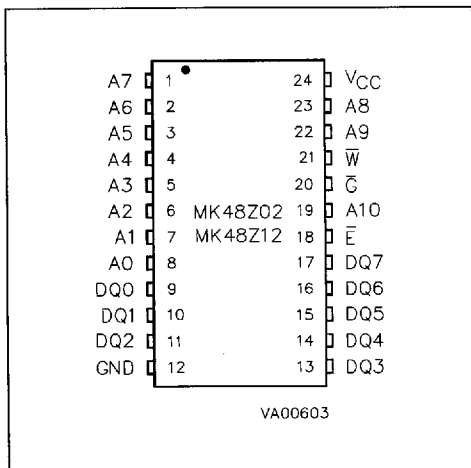 A7 1 24 VCC
A6 2 23 A8
A5 3 22 A9
A4 4 21 W̅
A3 5 20 G̅
A2 6 MK48Z02 19 A10
A1 7 MK48Z12 18 E̅
A0 8 17 DQ7
DQ0 9 16 DQ6
DQ1 10 15 DQ5
DQ2 11 14 DQ4
GND 12 13 DQ3
VA00603